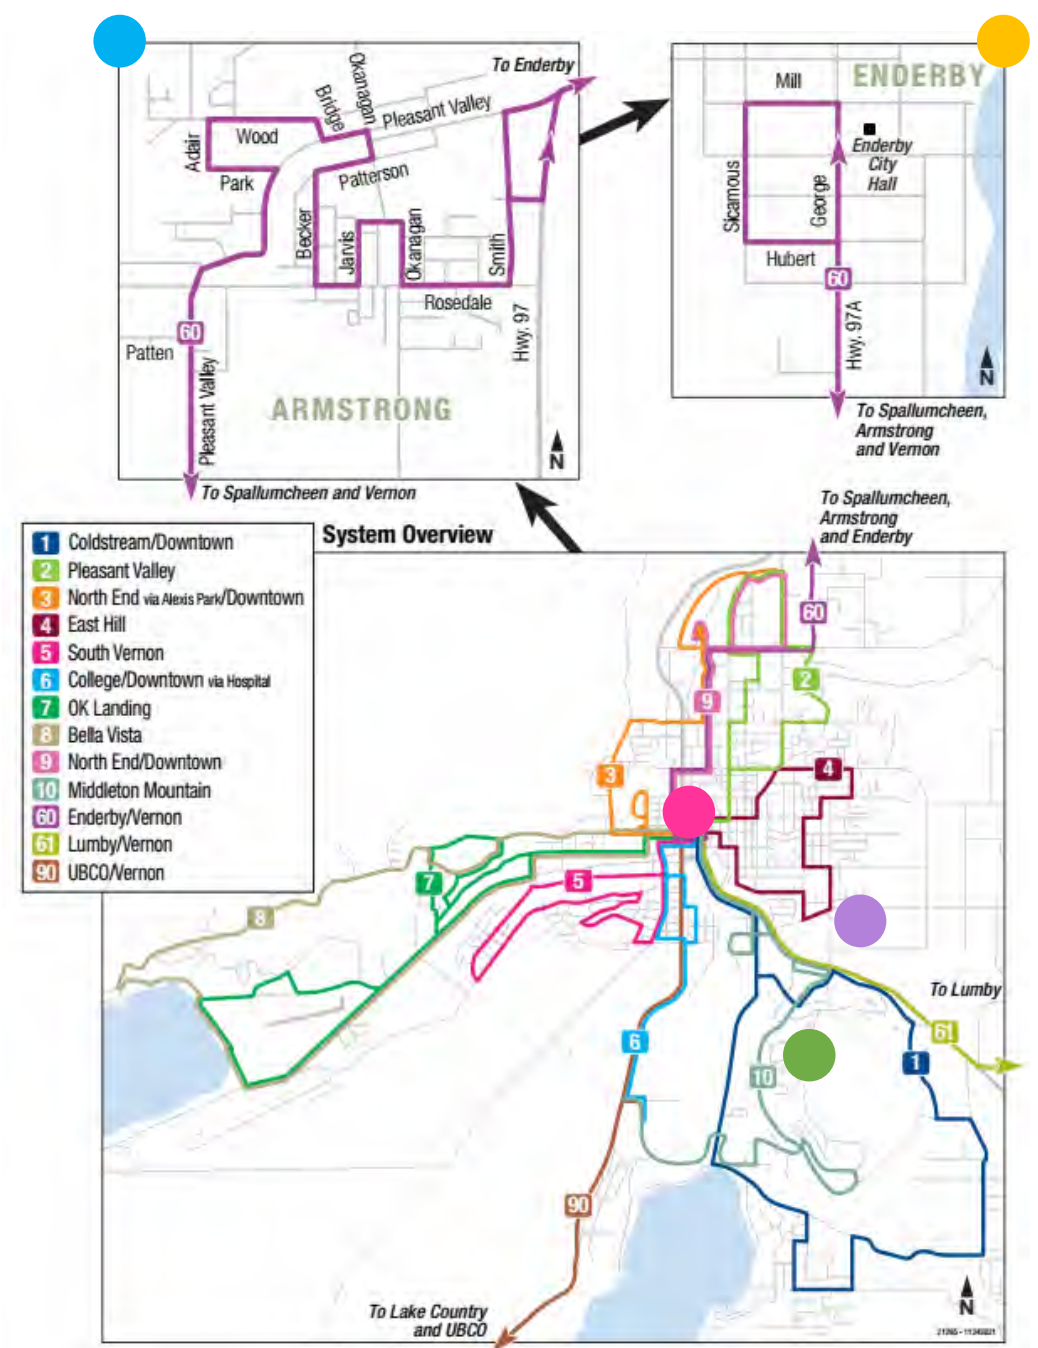 To Enderby
Okanagan
Bridge
Pleasant Valley
Wood
Adair
Park
Patterson
Becker
Jarvis
Okanagan
Smith
Rosedale
Hwy. 97
60
Patten
Pleasant Valley
ARMSTRONG
N
To Spallumcheen and Vernon
ENDERBY
Mill
Enderby
City
Hall
Sicamous
George
Hubert
60
Hwy. 97A
N
To Spallumcheen,
Armstrong
and Vernon
System Overview
To Spallumcheen,
Armstrong
and Enderby
1 Coldstream/Downtown
2 Pleasant Valley
3 North End via Alexis Park/Downtown
4 East Hill
5 South Vernon
6 College/Downtown via Hospital
7 OK Landing
8 Bella Vista
9 North End/Downtown
10 Middleton Mountain
60 Enderby/Vernon
61 Lumby/Vernon
90 UBCO/Vernon
60
2
9
3
4
7
5
8
To Lumby
61
6
1
10
90
To Lake Country
and UBCO
N